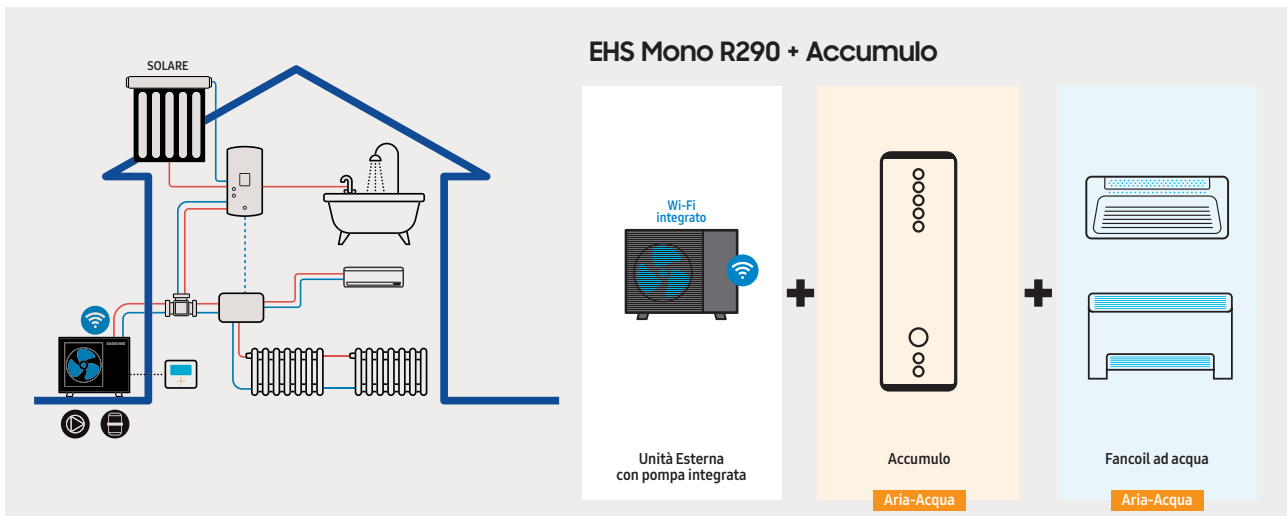 SOLARE
SAMSUNG
EHS Mono R290 + Accumulo
Wi-Fi
integrato
Unità Esterna
con pompa integrata
Accumulo
Aria-Acqua
Fancoil ad acqua
Aria-Acqua